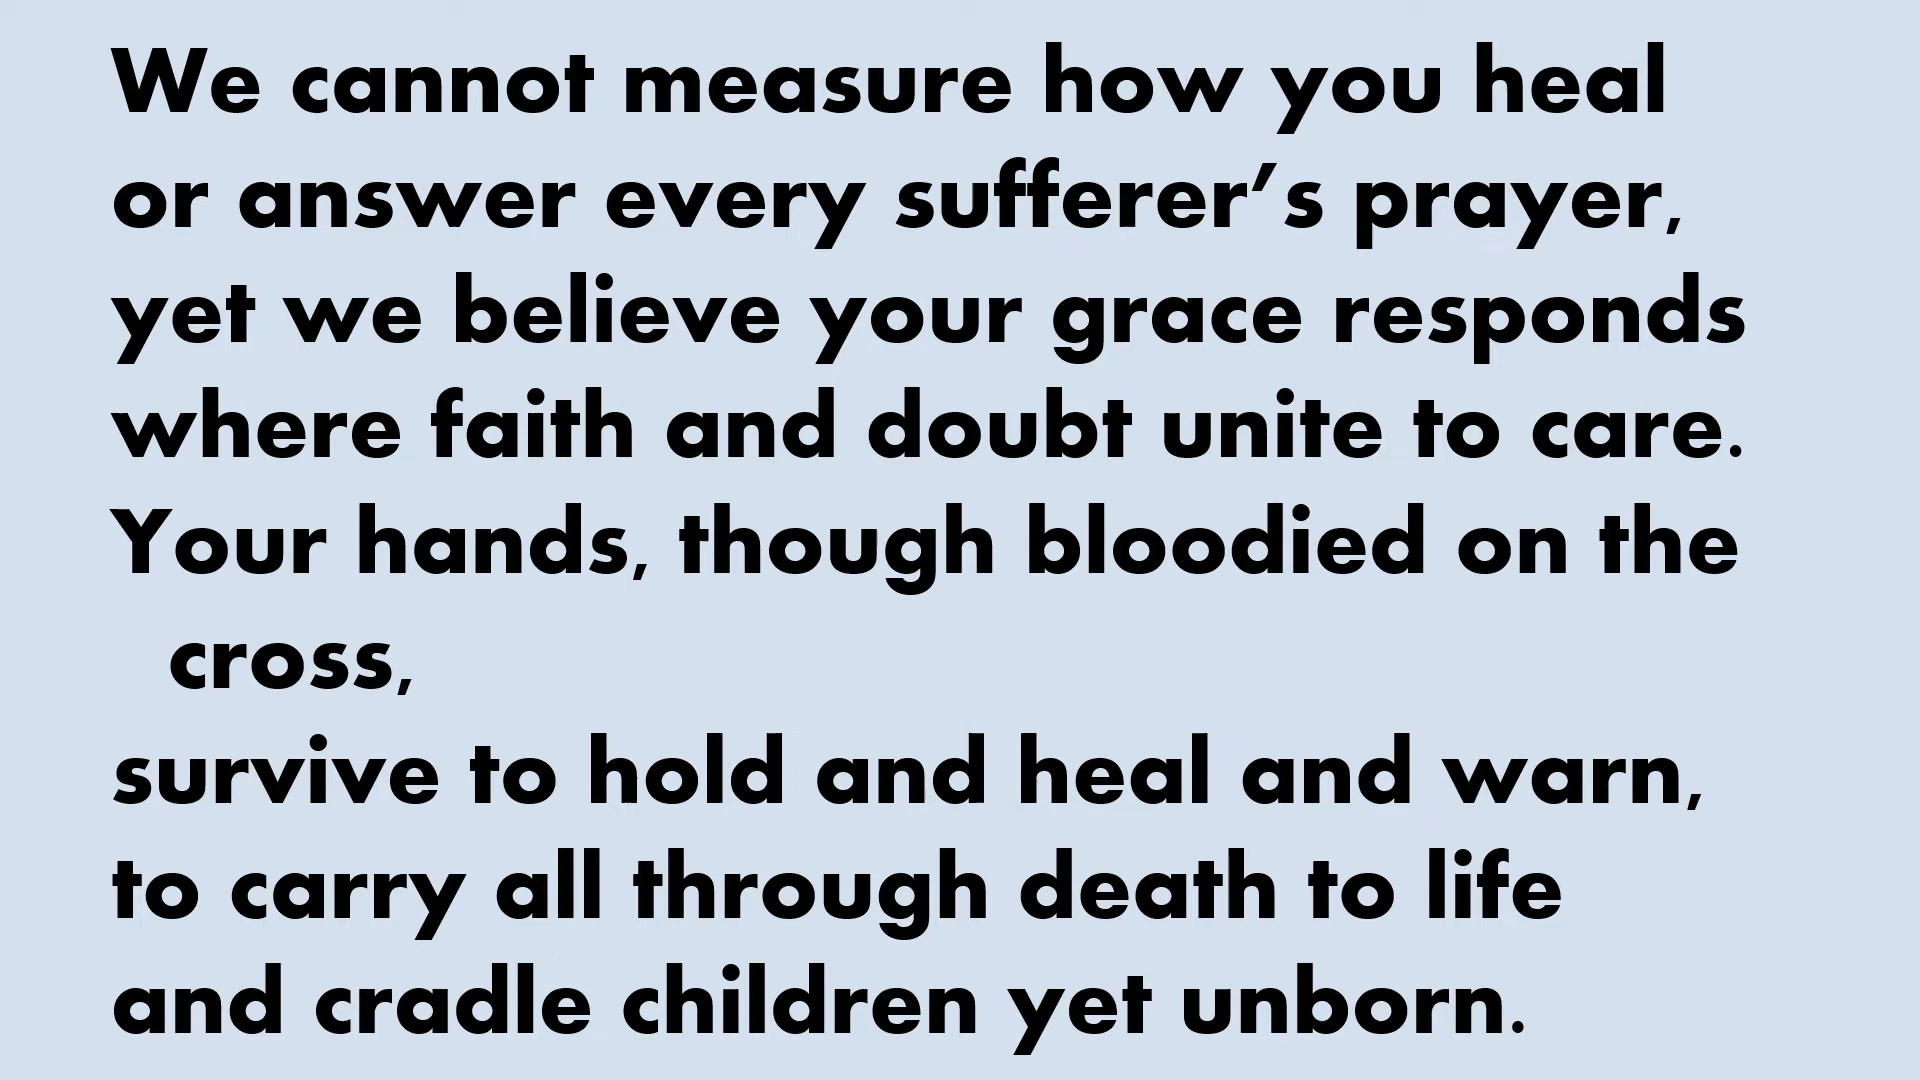 We cannot measure how you heal
or answer every sufferer’s prayer,
yet we believe your grace responds
where faith and doubt unite to care.
Your hands, though bloodied on the
cross,
survive to hold and heal and warn,
to carry all through death to life
and cradle children yet unborn.